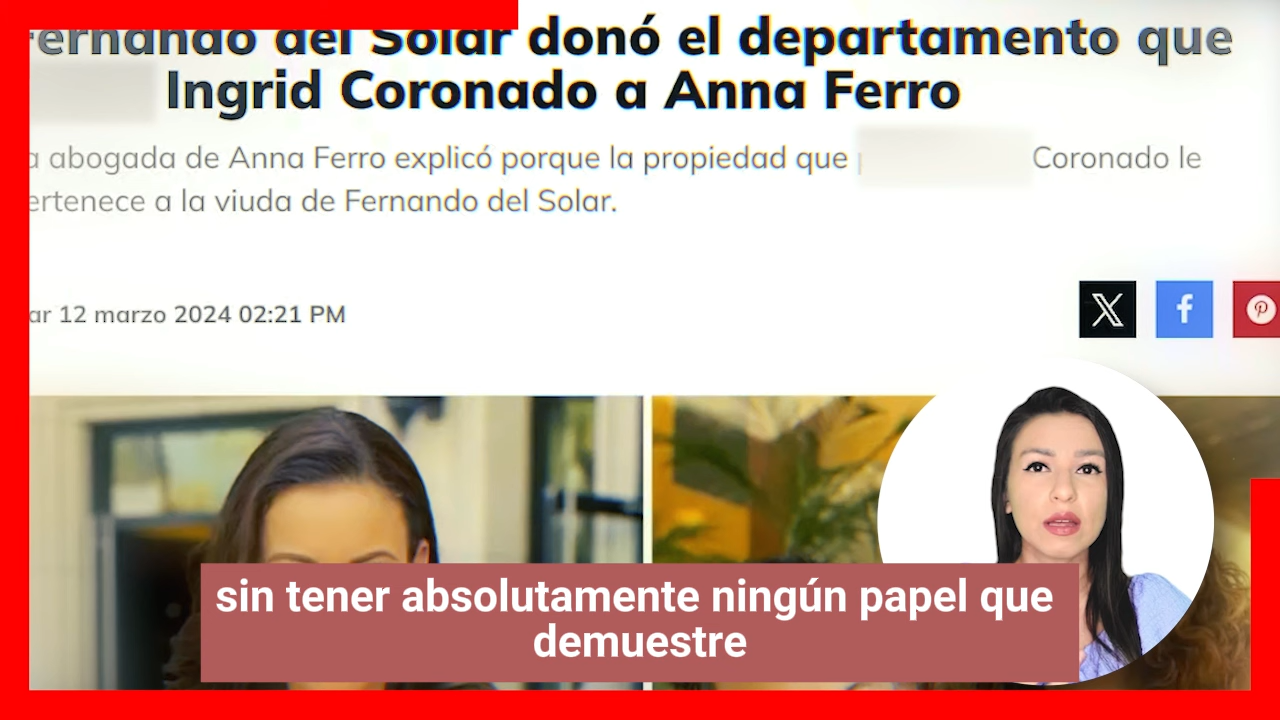 Fernando del Solar donó el departamento que
Ingrid Coronado a Anna Ferro
a abogada de Anna Ferro explicó porque la propiedad que Coronado le
ertenece a la viuda de Fernando del Solar.
ar 12 marzo 2024 02:21 PM
sin tener absolutamente ningún papel que
demuestre